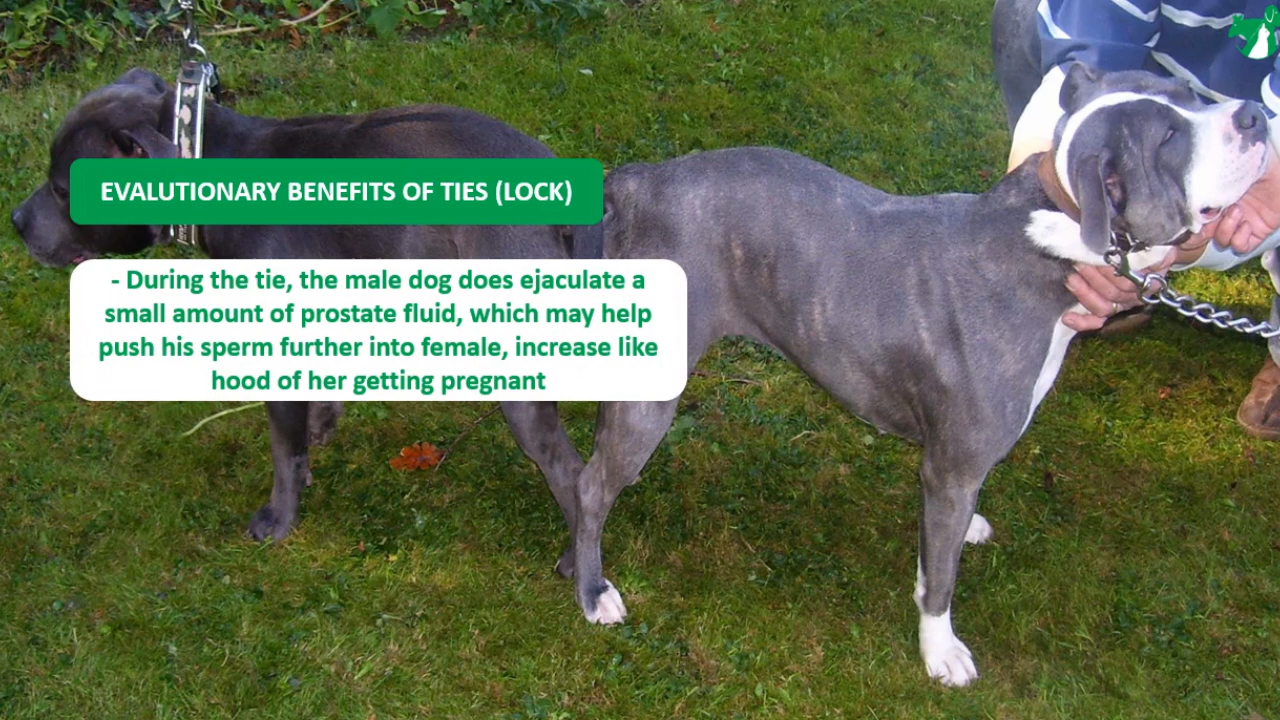 EVALUTIONARY BENEFITS OF TIES (LOCK)
- During the tie, the male dog does ejaculate a
small amount of prostate fluid, which may help
push his sperm further into female, increase like
hood of her getting pregnant